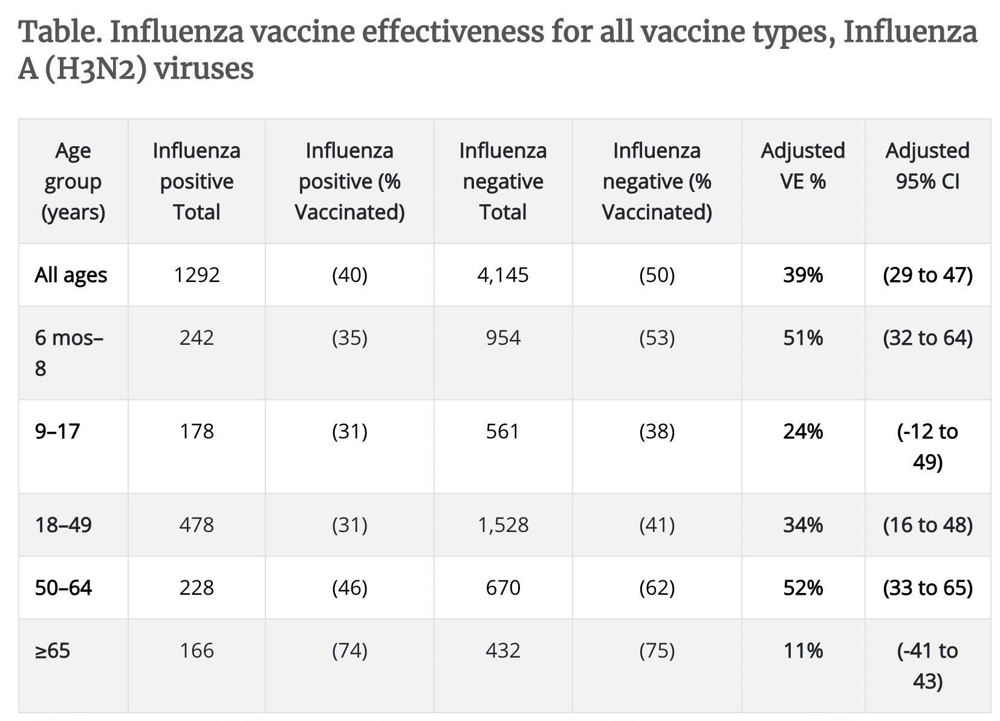 Table. Influenza vaccine effectiveness for all vaccine types, Influenza
A (H3N2) viruses
Age group (years) Influenza positive Total Influenza positive (% Vaccinated) Influenza negative Total Influenza negative (% Vaccinated) Adjusted VE % Adjusted 95% CI
All ages 1292 (40) 4,145 (50) 39% (29 to 47)
6 mos–8 242 (35) 954 (53) 51% (32 to 64)
9–17 178 (31) 561 (38) 24% (-12 to 49)
18–49 478 (31) 1,528 (41) 34% (16 to 48)
50–64 228 (46) 670 (62) 52% (33 to 65)
≥65 166 (74) 432 (75) 11% (-41 to 43)